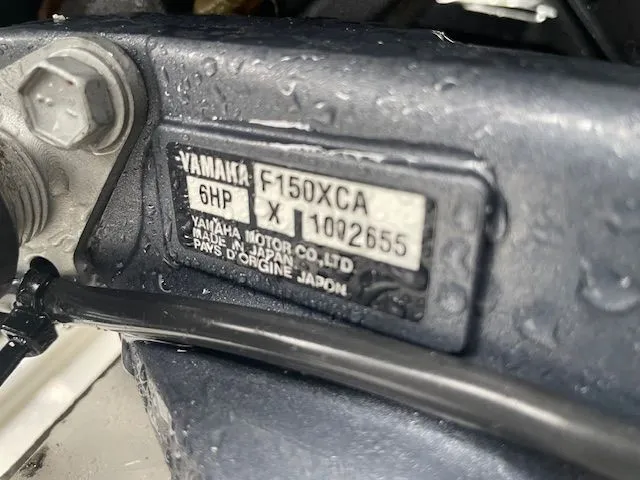 YAMAHA F150XCA
6HP X 1002655
YAMAHA MOTOR CO.,LTD.
MADE IN JAPAN
PAYS D'ORIGINE JAPON